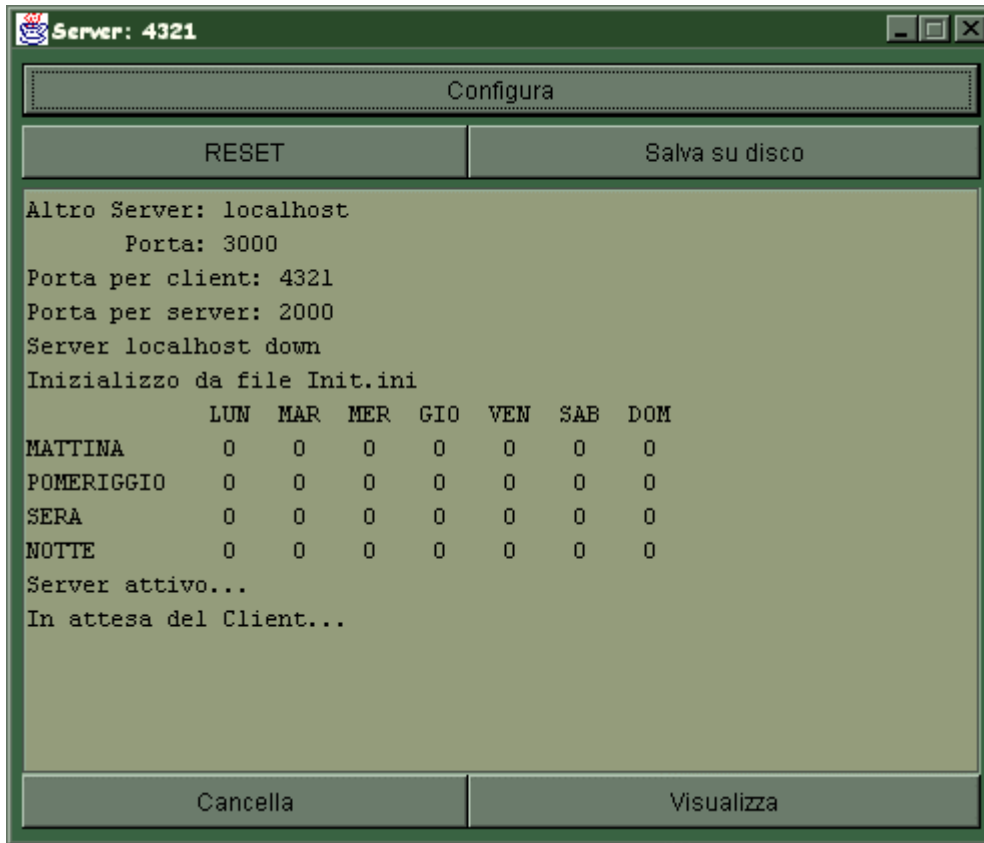 Server: 4321
Configura
RESET Salva su disco
Altro Server: localhost
Porta: 3000
Porta per client: 4321
Porta per server: 2000
Server localhost down
Inizializzo da file Init.ini
LUN MAR MER GIO VEN SAB DOM
MATTINA 0 0 0 0 0 0 0
POMERIGGIO 0 0 0 0 0 0 0
SERA 0 0 0 0 0 0 0
NOTTE 0 0 0 0 0 0 0
Server attivo...
In attesa del Client...
Cancella Visualizza